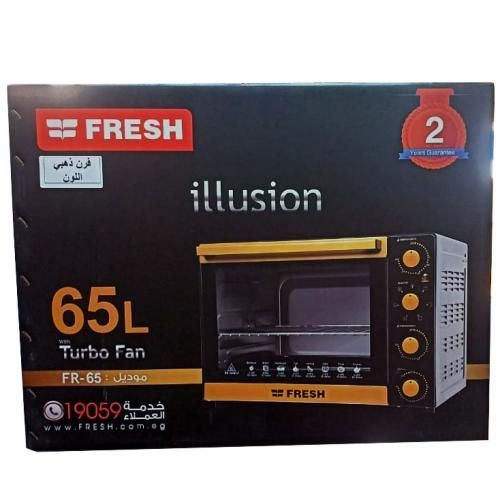 FRESH
2
Years Guarantee
فرن ذهبي
اللون
illusion
65L
with
Turbo Fan
موديل : FR-65
FRESH
19059 خدمة
العملاء
www.FRESH.com.eg